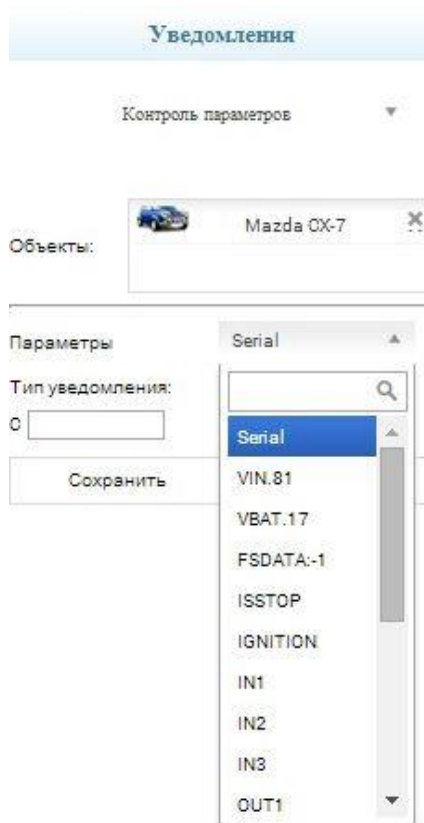 Уведомления
Контроль параметров
Объекты:
Mazda CX-7
Параметры
Serial
Тип уведомления:
С
Serial
Сохранить
VIN.81
VBAT.17
FSDATA:-1
ISSTOP
IGNITION
IN1
IN2
IN3
OUT1